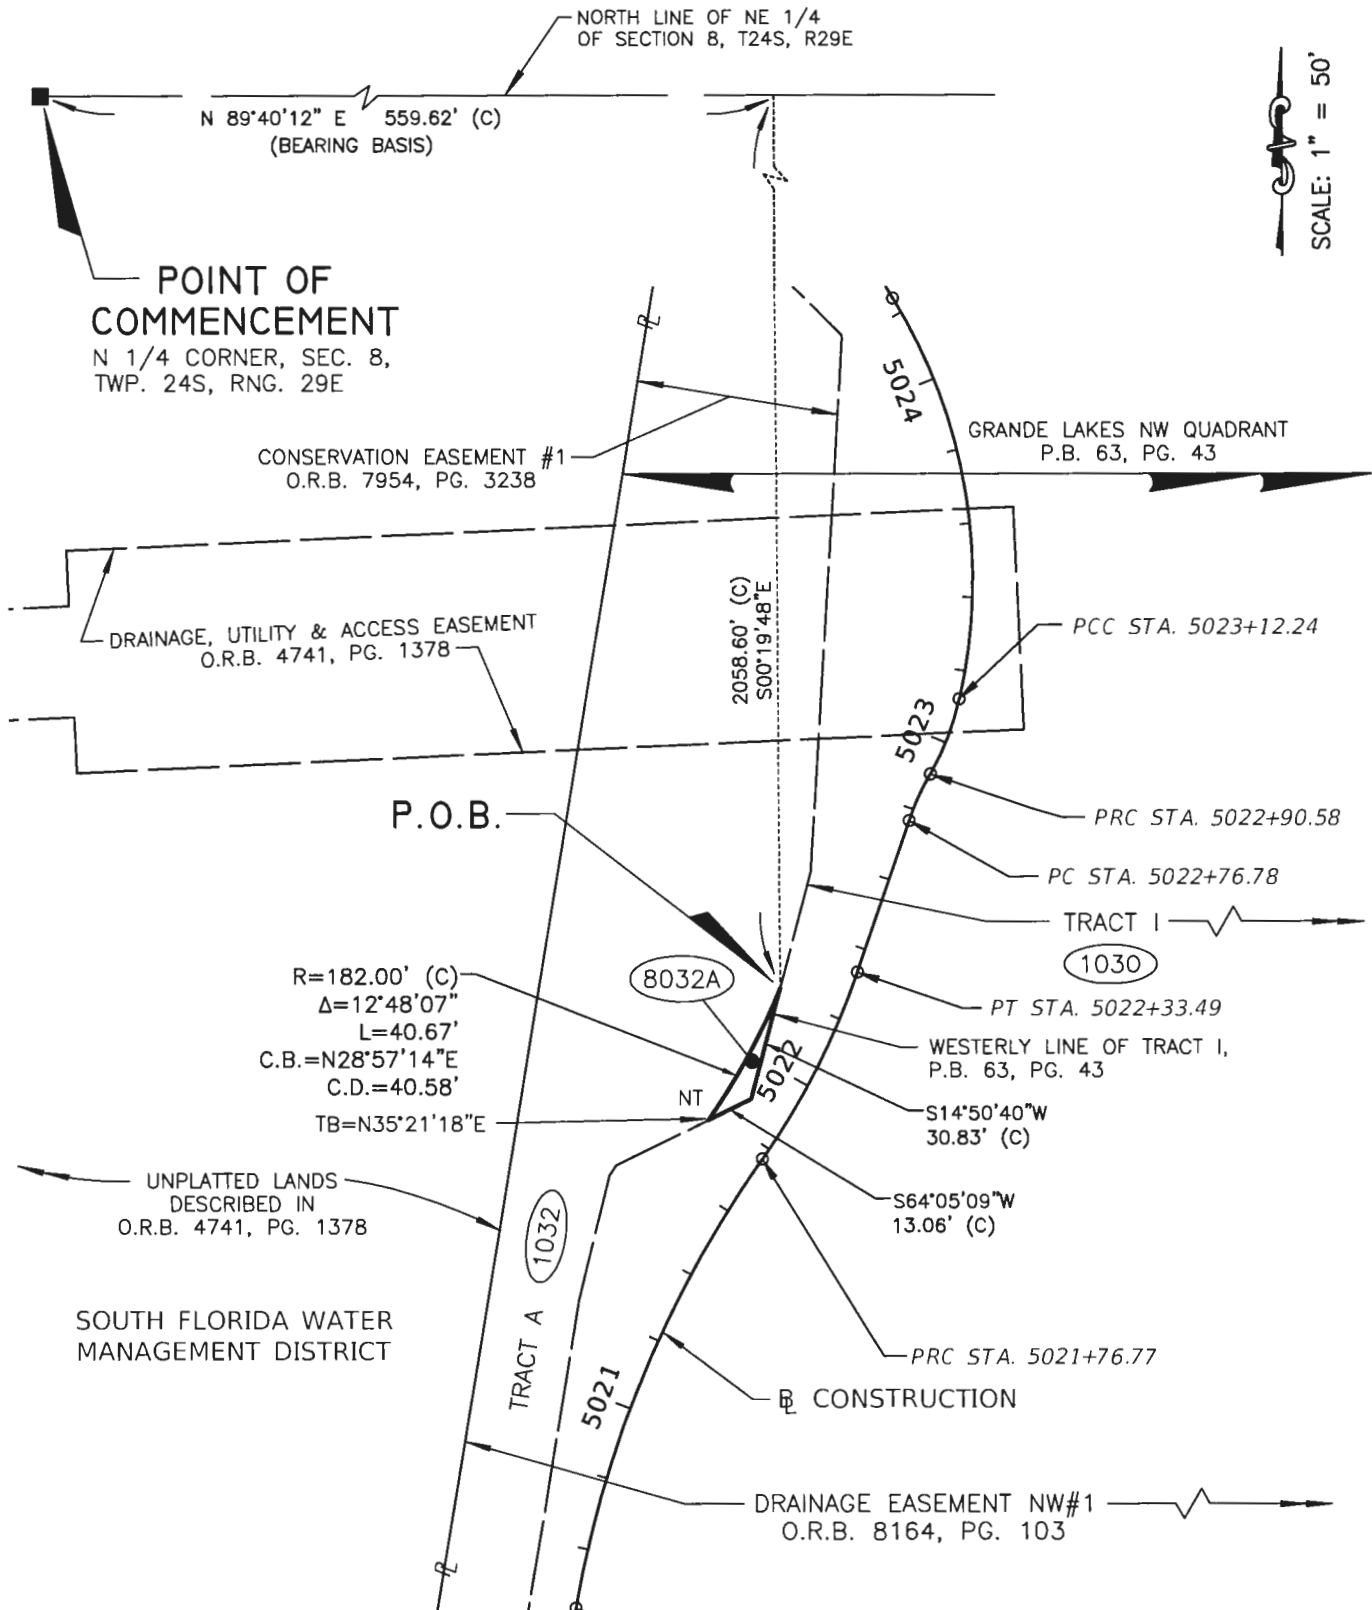 NORTH LINE OF NE 1/4
OF SECTION 8, T24S, R29E
N 89°40'12" E 559.62' (C)
(BEARING BASIS)
SCALE: 1" = 50'
POINT OF
COMMENCEMENT
N 1/4 CORNER, SEC. 8,
TWP. 24S, RNG. 29E
5024
GRANDE LAKES NW QUADRANT
P.B. 63, PG. 43
CONSERVATION EASEMENT #1
O.R.B. 7954, PG. 3238
DRAINAGE, UTILITY & ACCESS EASEMENT
O.R.B. 4741, PG. 1378
2058.60' (C)
S00°19'48"E
PCC STA. 5023+12.24
5023
P.O.B.
PRC STA. 5022+90.58
PC STA. 5022+76.78
TRACT I
1030
R=182.00' (C)
Δ=12°48'07"
L=40.67'
C.B.=N28°57'14"E
C.D.=40.58'
TB=N35°21'18"E
8032A
PT STA. 5022+33.49
WESTERLY LINE OF TRACT I,
P.B. 63, PG. 43
5022
NT
S14°50'40"W
30.83' (C)
UNPLATTED LANDS
DESCRIBED IN
O.R.B. 4741, PG. 1378
S64°05'09"W
13.06' (C)
1032
TRACT A
SOUTH FLORIDA WATER
MANAGEMENT DISTRICT
PRC STA. 5021+76.77
5021
BL CONSTRUCTION
DRAINAGE EASEMENT NW#1
O.R.B. 8164, PG. 103
PL
PL